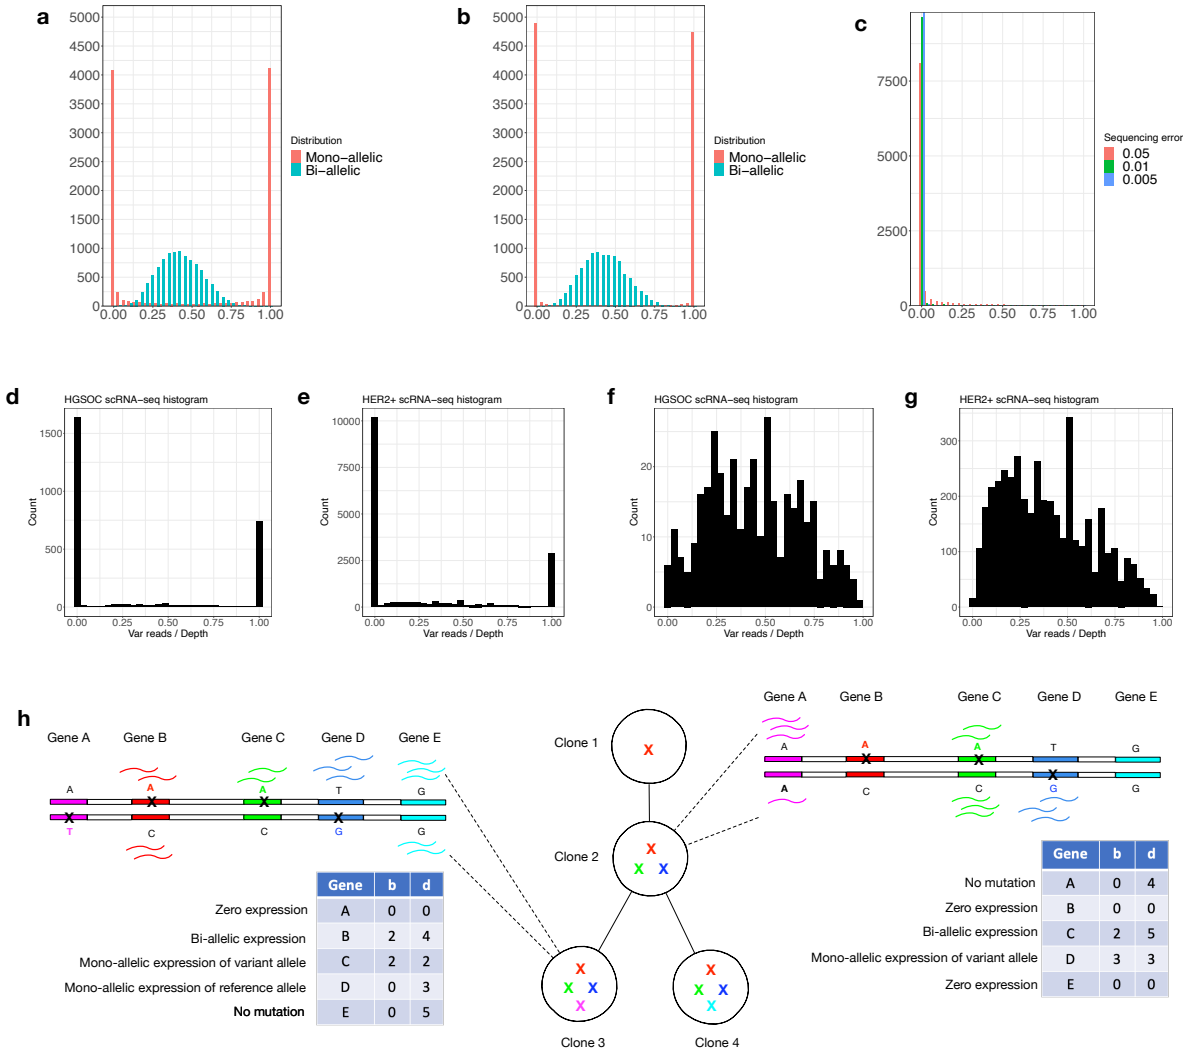 a
5000
4500
4000
3500
3000
2500
2000
1500
1000
500
0
0.00 0.25 0.50 0.75 1.00
Distribution
Mono-allelic
Bi-allelic
b
5000
4500
4000
3500
3000
2500
2000
1500
1000
500
0
0.00 0.25 0.50 0.75 1.00
Distribution
Mono-allelic
Bi-allelic
c
7500
5000
2500
0
0.00 0.25 0.50 0.75 1.00
Sequencing error
0.05
0.01
0.005
d
HGSOC scRNA-seq histogram
Count
1500
1000
500
0
0.00 0.25 0.50 0.75 1.00
Var reads / Depth
e
HER2+ scRNA-seq histogram
Count
10000
7500
5000
2500
0
0.00 0.25 0.50 0.75 1.00
Var reads / Depth
f
HGSOC scRNA-seq histogram
Count
20
10
0
0.00 0.25 0.50 0.75 1.00
Var reads / Depth
g
HER2+ scRNA-seq histogram
Count
300
200
100
0
0.00 0.25 0.50 0.75 1.00
Var reads / Depth
h
Gene A Gene B Gene C Gene D Gene E
A A A T G
X X
X X
T C C G G
Gene b d
Zero expression A 0 0
Bi-allelic expression B 2 4
Mono-allelic expression of variant allele C 2 2
Mono-allelic expression of reference allele D 0 3
No mutation E 0 5
Clone 1
X
Clone 2
X
X X
X
X X
X
Clone 3
X
X X
X
Clone 4
Gene A Gene B Gene C Gene D Gene E
A A A T G
X X
X
A C C G G
Gene b d
No mutation A 0 4
Zero expression B 0 0
Bi-allelic expression C 2 5
Mono-allelic expression of variant allele D 3 3
Zero expression E 0 0